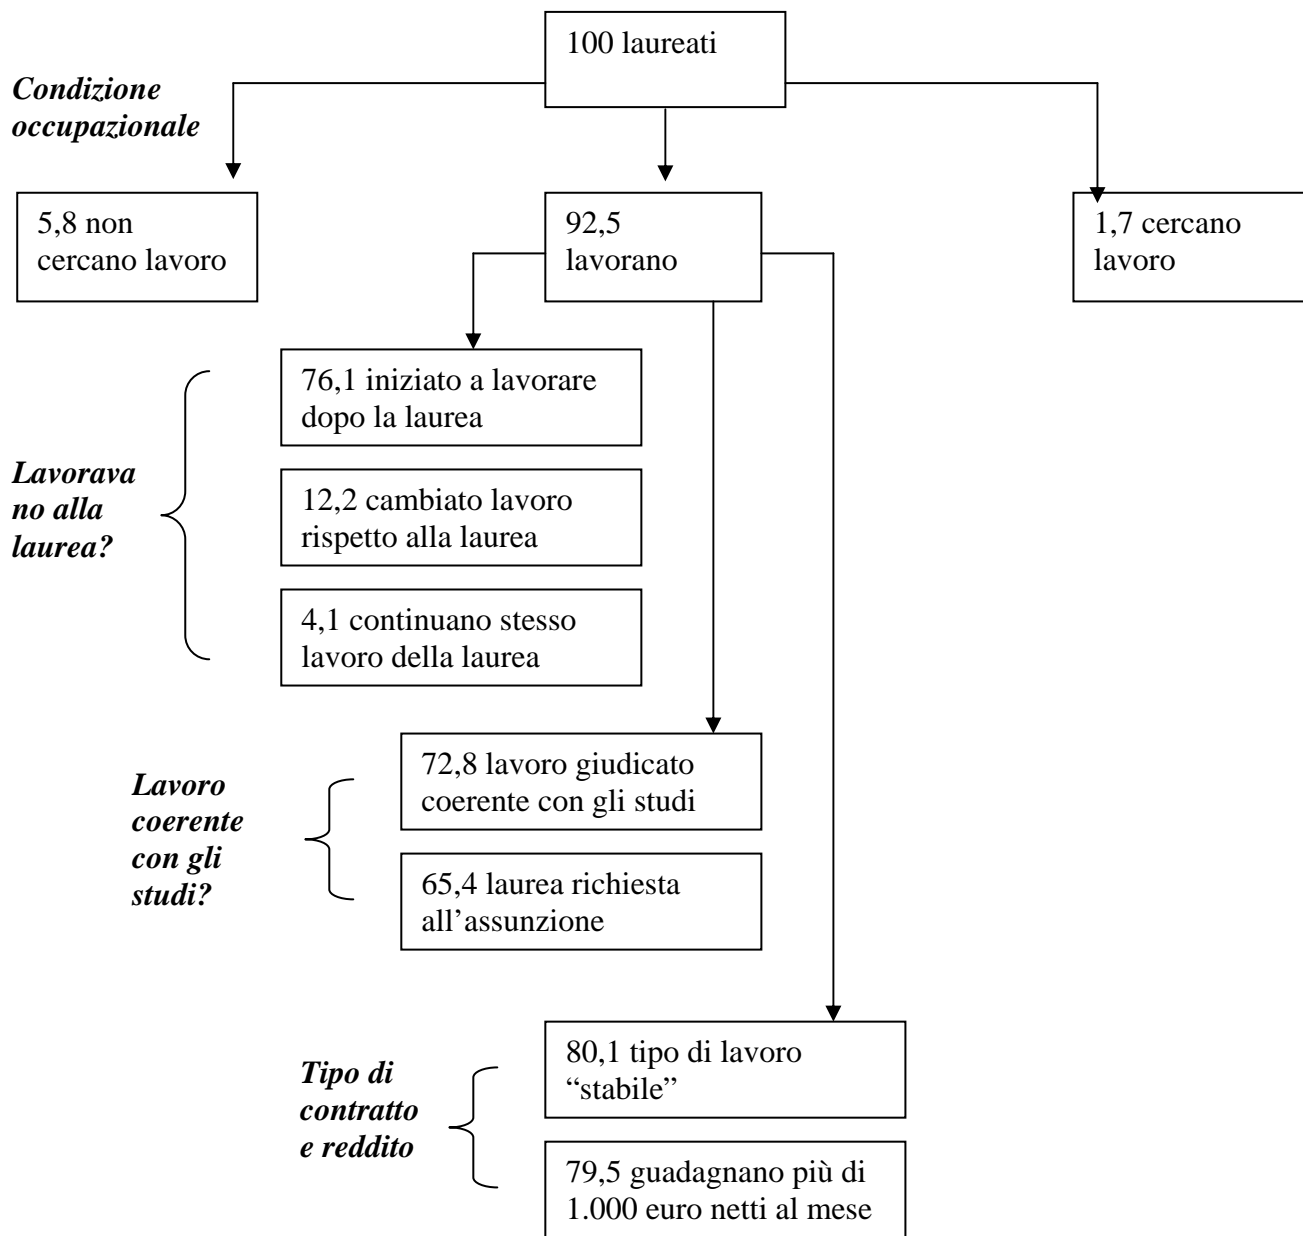 100 laureati
Condizione
occupazionale
5,8 non
cercano lavoro
92,5
lavorano
1,7 cercano
lavoro
76,1 iniziato a lavorare
dopo la laurea
Lavorava
no alla
laurea?
12,2 cambiato lavoro
rispetto alla laurea
4,1 continuano stesso
lavoro della laurea
Lavoro
coerente
con gli
studi?
72,8 lavoro giudicato
coerente con gli studi
65,4 laurea richiesta
all’assunzione
Tipo di
contratto
e reddito
80,1 tipo di lavoro
“stabile”
79,5 guadagnano più di
1.000 euro netti al mese